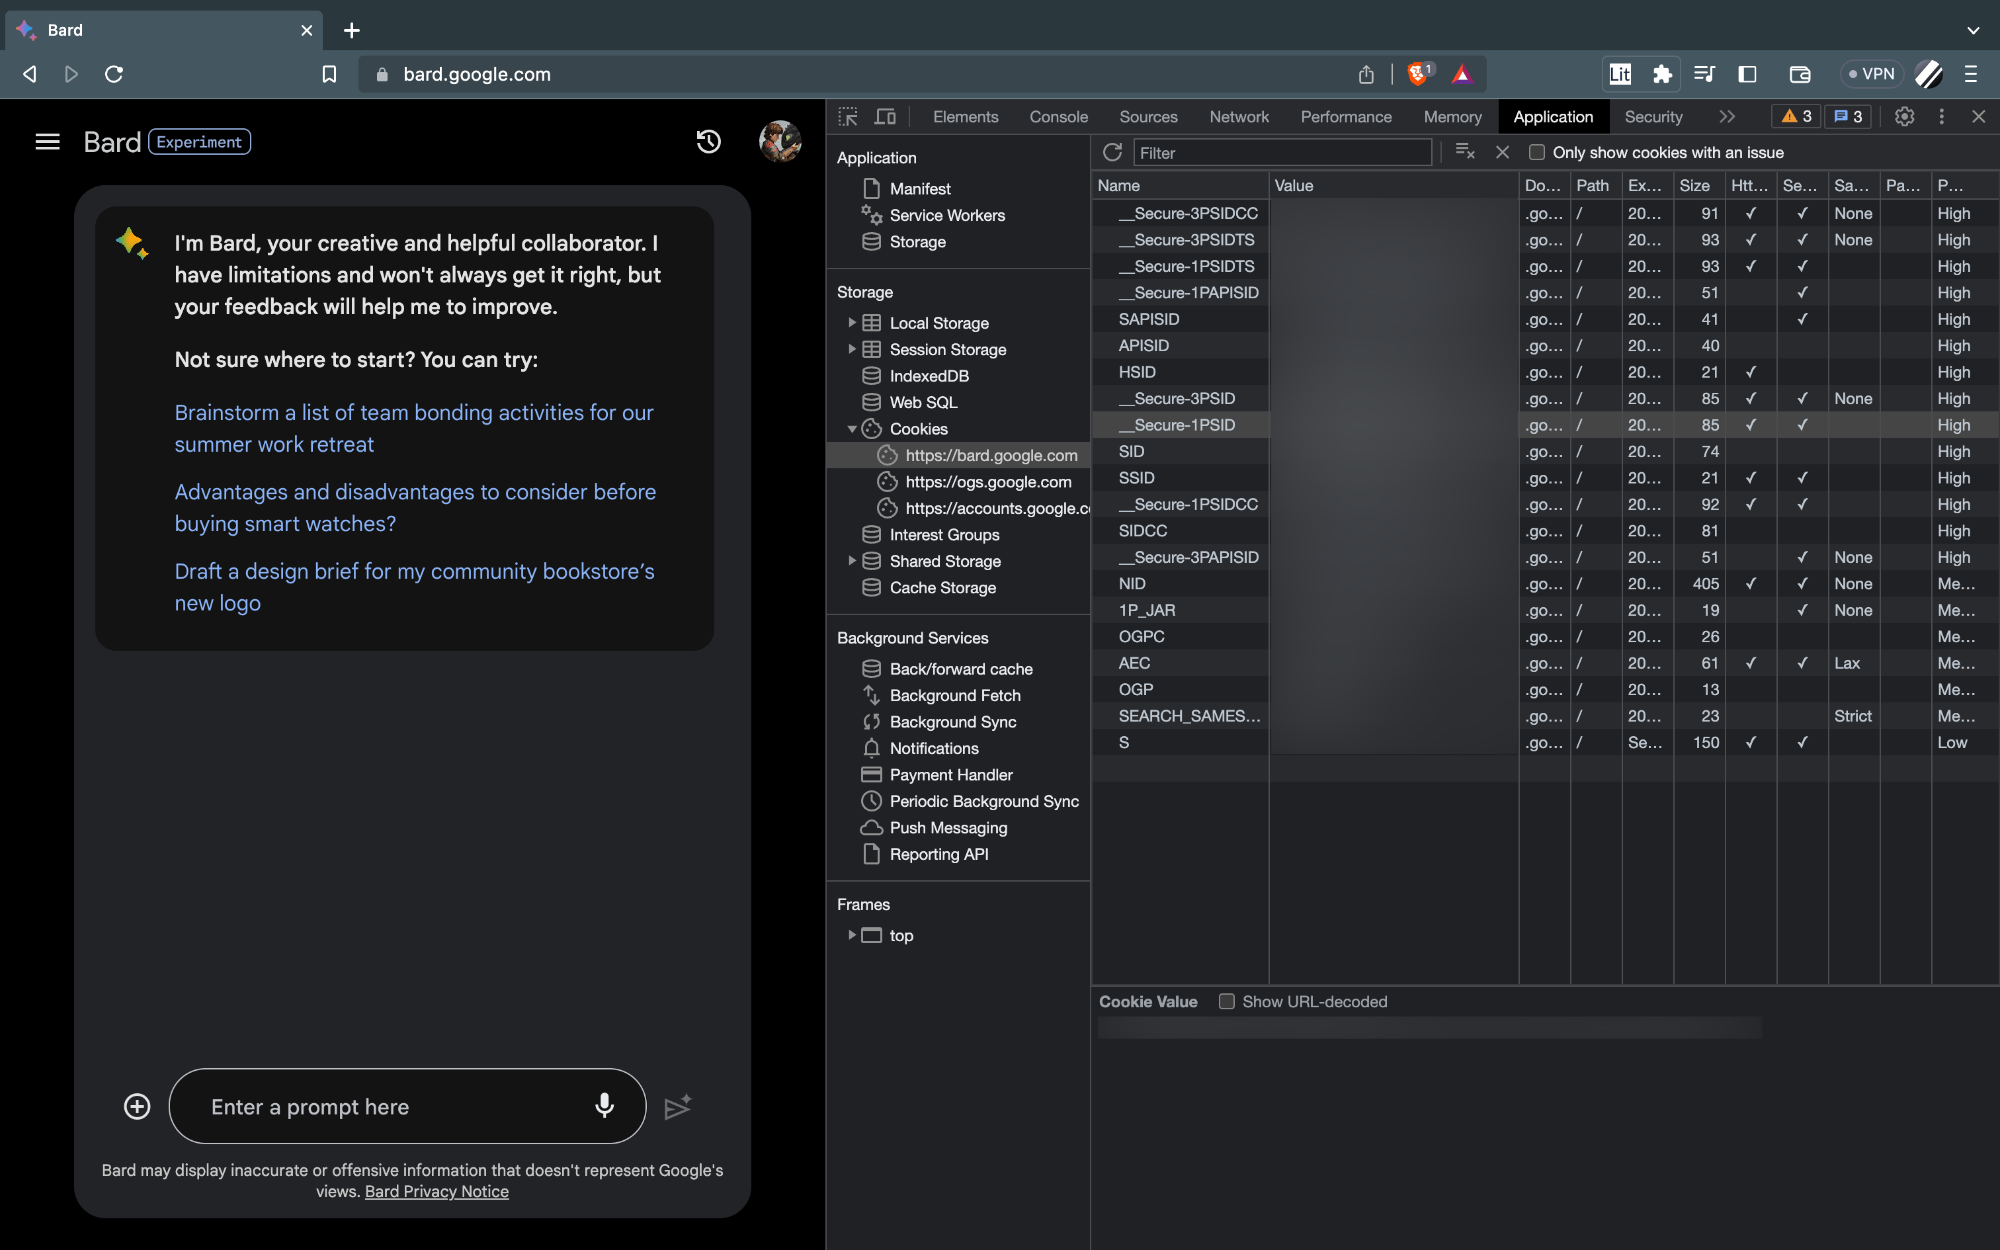 Bard
bard.google.com
1
Lit
VPN
Bard Experiment
I'm Bard, your creative and helpful collaborator. I
have limitations and won't always get it right, but
your feedback will help me to improve.
Not sure where to start? You can try:
Brainstorm a list of team bonding activities for our
summer work retreat
Advantages and disadvantages to consider before
buying smart watches?
Draft a design brief for my community bookstore's
new logo
Enter a prompt here
Bard may display inaccurate or offensive information that doesn't represent Google's
views. Bard Privacy Notice
Elements Console Sources Network Performance Memory Application Security 3 3
Application
Manifest
Service Workers
Storage
Storage
Local Storage
Session Storage
IndexedDB
Web SQL
Cookies
https://bard.google.com
https://ogs.google.com
https://accounts.google.c
Interest Groups
Shared Storage
Cache Storage
Background Services
Back/forward cache
Background Fetch
Background Sync
Notifications
Payment Handler
Periodic Background Sync
Push Messaging
Reporting API
Frames
top
Filter Only show cookies with an issue
Name Value Do... Path Ex... Size Htt... Se... Sa... Pa... P...
__Secure-3PSIDCC .go... / 20... 91 ✓ ✓ None High
__Secure-3PSIDTS .go... / 20... 93 ✓ ✓ None High
__Secure-1PSIDTS .go... / 20... 93 ✓ ✓ High
__Secure-1PAPISID .go... / 20... 51 ✓ High
SAPISID .go... / 20... 41 ✓ High
APISID .go... / 20... 40 High
HSID .go... / 20... 21 ✓ High
__Secure-3PSID .go... / 20... 85 ✓ ✓ None High
__Secure-1PSID .go... / 20... 85 ✓ ✓ High
SID .go... / 20... 74 High
SSID .go... / 20... 21 ✓ ✓ High
__Secure-1PSIDCC .go... / 20... 92 ✓ ✓ High
SIDCC .go... / 20... 81 High
__Secure-3PAPISID .go... / 20... 51 ✓ None High
NID .go... / 20... 405 ✓ ✓ None Me...
1P_JAR .go... / 20... 19 ✓ None Me...
OGPC .go... / 20... 26 Me...
AEC .go... / 20... 61 ✓ ✓ Lax Me...
OGP .go... / 20... 13 Me...
SEARCH_SAMES... .go... / 20... 23 Strict Me...
S .go... / Se... 150 ✓ ✓ Low
Cookie Value Show URL-decoded